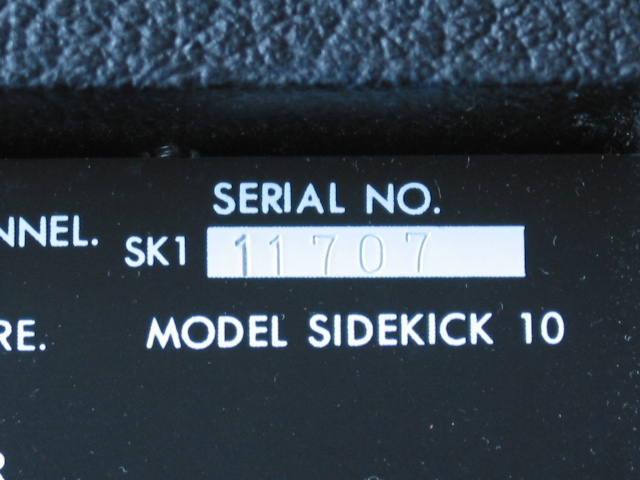 SERIAL NO.
NNEL.
SK1 11707
RE.
MODEL SIDEKICK 10
R